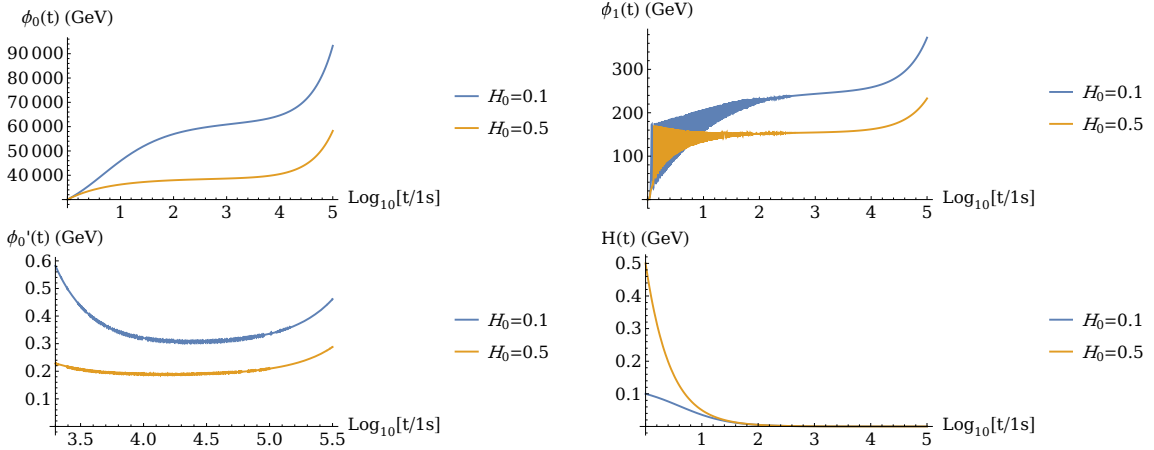 ϕ₀(t) (GeV)
90 000
80 000
70 000
60 000
50 000
40 000
1 2 3 4 5
Log₁₀[t/1s]
H₀=0.1
H₀=0.5
ϕ₁(t) (GeV)
300
200
100
1 2 3 4 5
Log₁₀[t/1s]
H₀=0.1
H₀=0.5
ϕ₀'(t) (GeV)
0.6
0.5
0.4
0.3
0.2
0.1
3.5 4.0 4.5 5.0 5.5
Log₁₀[t/1s]
H₀=0.1
H₀=0.5
H(t) (GeV)
0.5
0.4
0.3
0.2
0.1
1 2 3 4 5
Log₁₀[t/1s]
H₀=0.1
H₀=0.5